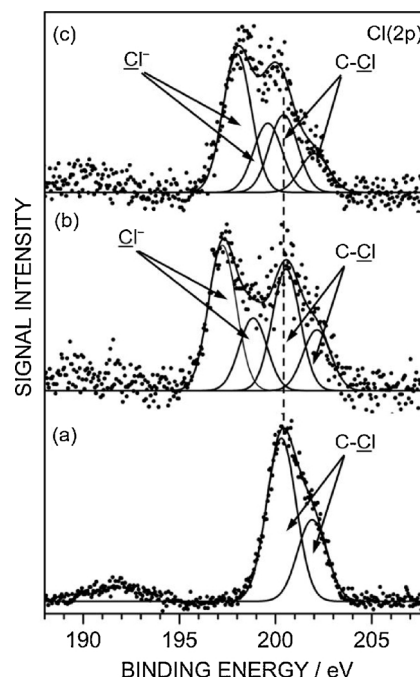 (c)
Cl(2p)
Cl⁻
C-Cl
(b)
Cl⁻
C-Cl
(a)
C-Cl
SIGNAL INTENSITY
190 195 200 205
BINDING ENERGY / eV